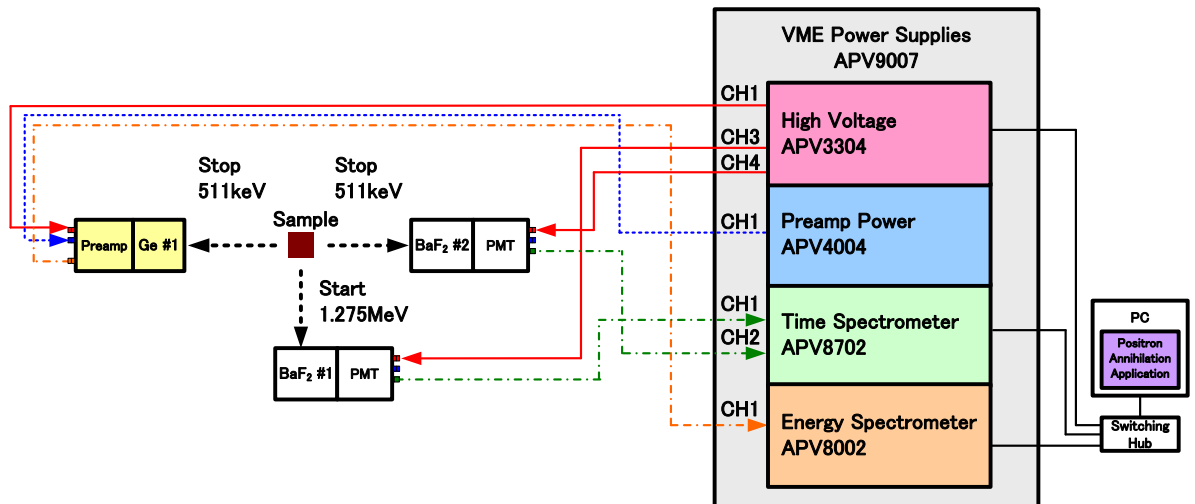 VME Power Supplies
APV9007
CH1
High Voltage
APV3304
CH3
CH4
Stop
511keV
Stop
511keV
Sample
Preamp
Ge #1
BaF₂ #2
PMT
CH1
Preamp Power
APV4004
Start
1.275MeV
BaF₂ #1
PMT
CH1
CH2
Time Spectrometer
APV8702
CH1
Energy Spectrometer
APV8002
PC
Positron
Annihilation
Application
Switching
Hub